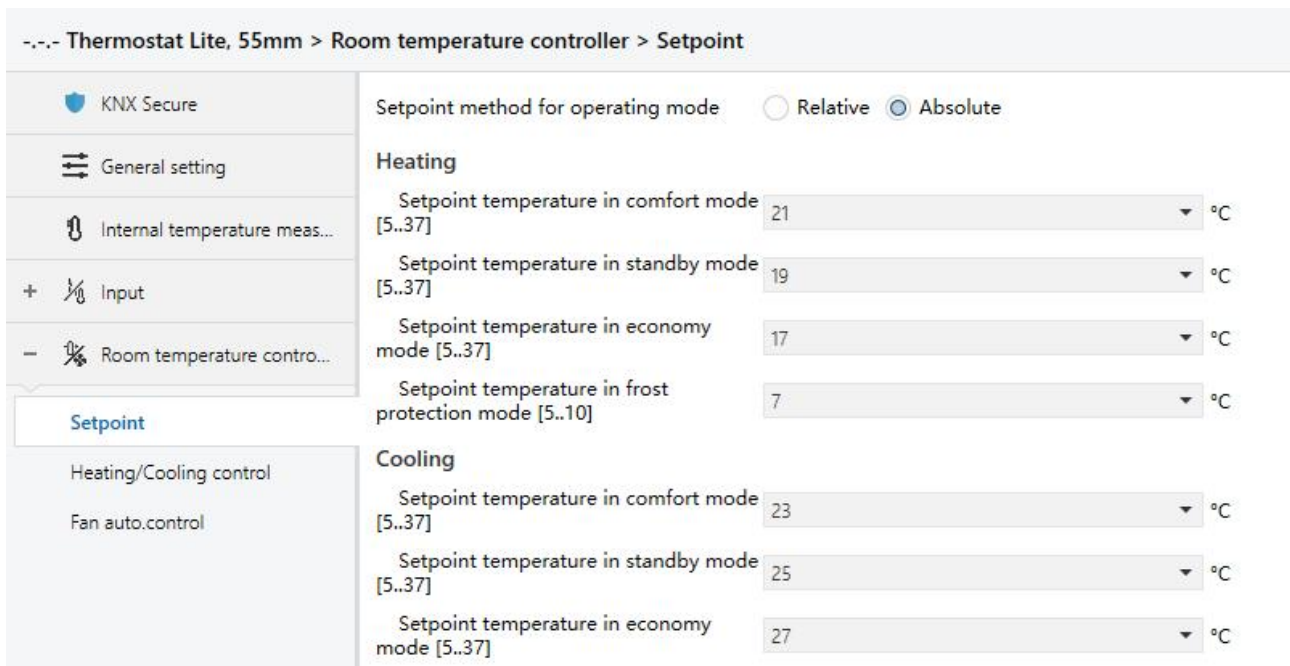 -.-.- Thermostat Lite, 55mm > Room temperature controller > Setpoint
KNX Secure
General setting
Internal temperature meas...
+ Input
– Room temperature contro...
Setpoint
Heating/Cooling control
Fan auto.control
Setpoint method for operating mode Relative Absolute
Heating
Setpoint temperature in comfort mode
[5..37]
21 °C
Setpoint temperature in standby mode
[5..37]
19 °C
Setpoint temperature in economy
mode [5..37]
17 °C
Setpoint temperature in frost
protection mode [5..10]
7 °C
Cooling
Setpoint temperature in comfort mode
[5..37]
23 °C
Setpoint temperature in standby mode
[5..37]
25 °C
Setpoint temperature in economy
mode [5..37]
27 °C